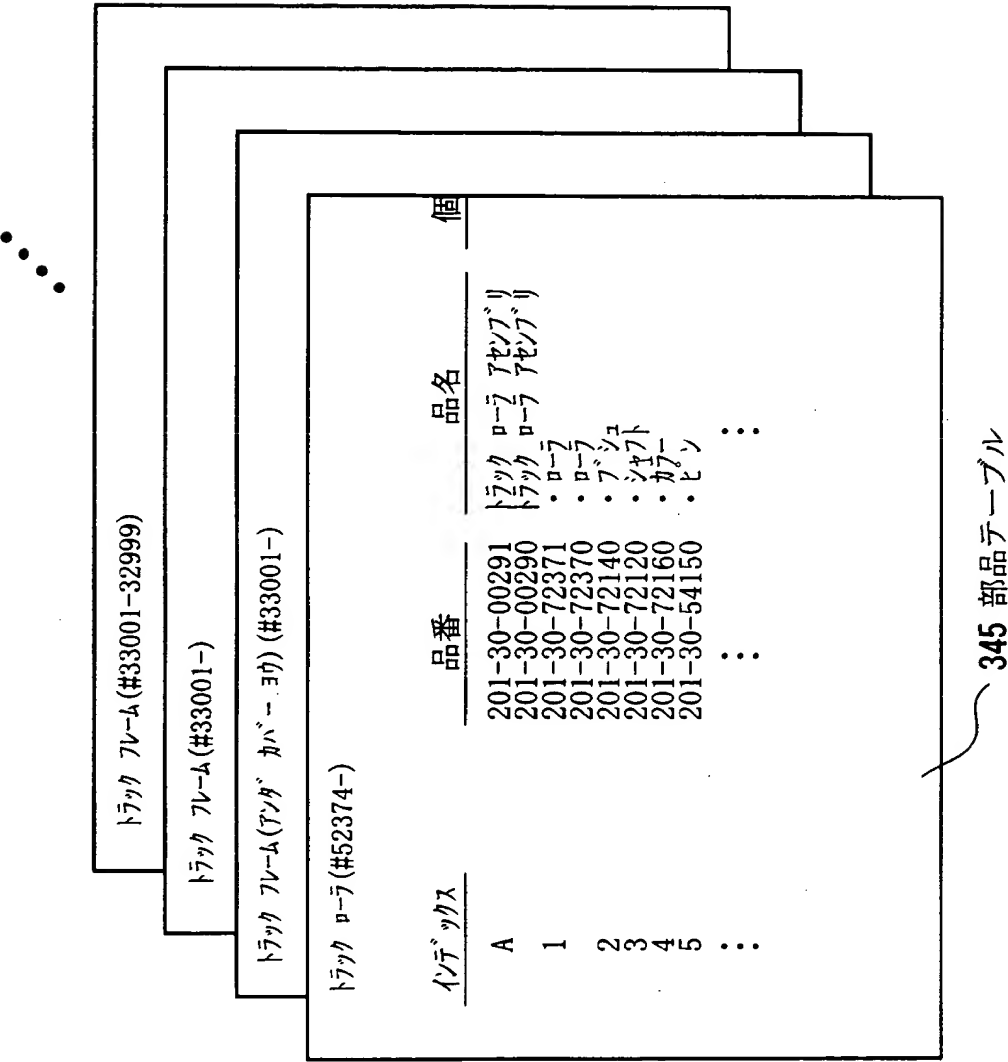 トラック フレーム(#33001-32999)
トラック フレーム(#33001-)
トラック フレーム(アンダ カバー ヨウ)(#33001-)
トラック ローラ(#52374-)
インデックス 品番 品名 個
A 201-30-00291 トラック ローラ アセンブリ
201-30-00290 トラック ローラ アセンブリ
1 201-30-72371 ・ローラ
201-30-72370 ・ローラ
2 201-30-72140 ・ブシュ
3 201-30-72120 ・シャフト
4 201-30-72160 ・カラー
5 201-30-54150 ・ピン
345 部品テーブル